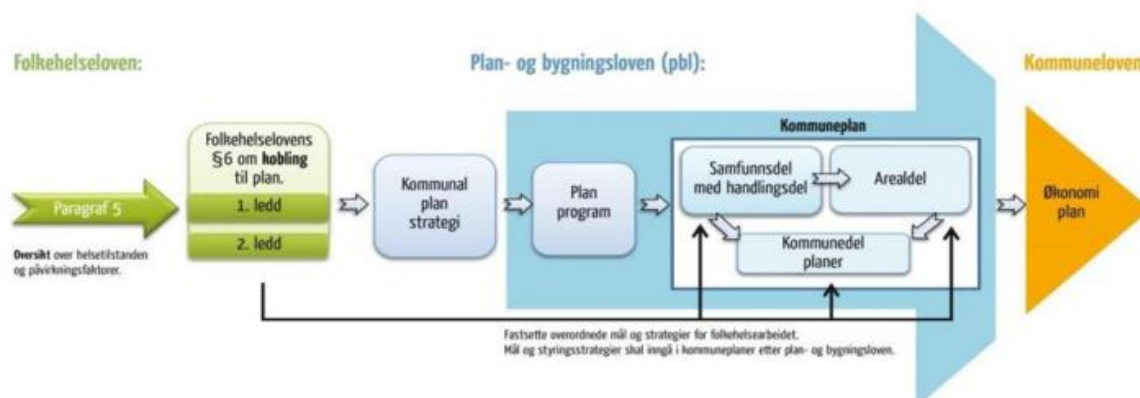 Folkehelseloven:
Plan- og bygningsloven (pbl):
Kommuneloven
Paragraf 5
Oversikt over helsetilstanden
og påvirkningsfaktorer.
Folkehelselovens
§6 om kobling
til plan.
1. ledd
2. ledd
Kommunal
plan
strategi
Plan
program
Kommuneplan
Samfunnsdel
med handlingsdel
Arealdel
Kommunedel
planer
Økonomi
plan
Fastsette overordnede mål og strategier for folkehelsearbeidet.
Mål og styringsstrategier skal inngå i kommuneplaner etter plan- og bygningsloven.